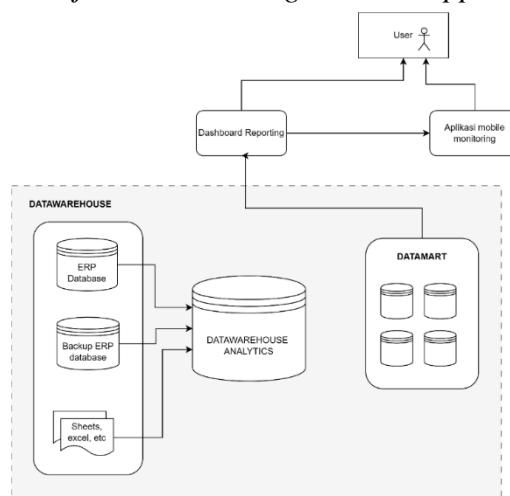 User
Dashboard Reporting
Aplikasi mobile
monitoring
DATAWAREHOUSE
ERP
Database
Backup ERP
database
Sheets,
excel, etc
DATAWAREHOUSE
ANALYTICS
DATAMART